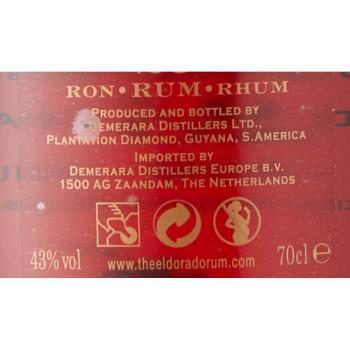 RON • RUM • RHUM
PRODUCED AND BOTTLED BY
DEMERARA DISTILLERS LTD.,
PLANTATION DIAMOND, GUYANA, S.AMERICA
IMPORTED BY
DEMERARA DISTILLERS EUROPE B.V.
1500 AG ZAANDAM, THE NETHERLANDS
43% vol
www.theeldoradorum.com
70cl e